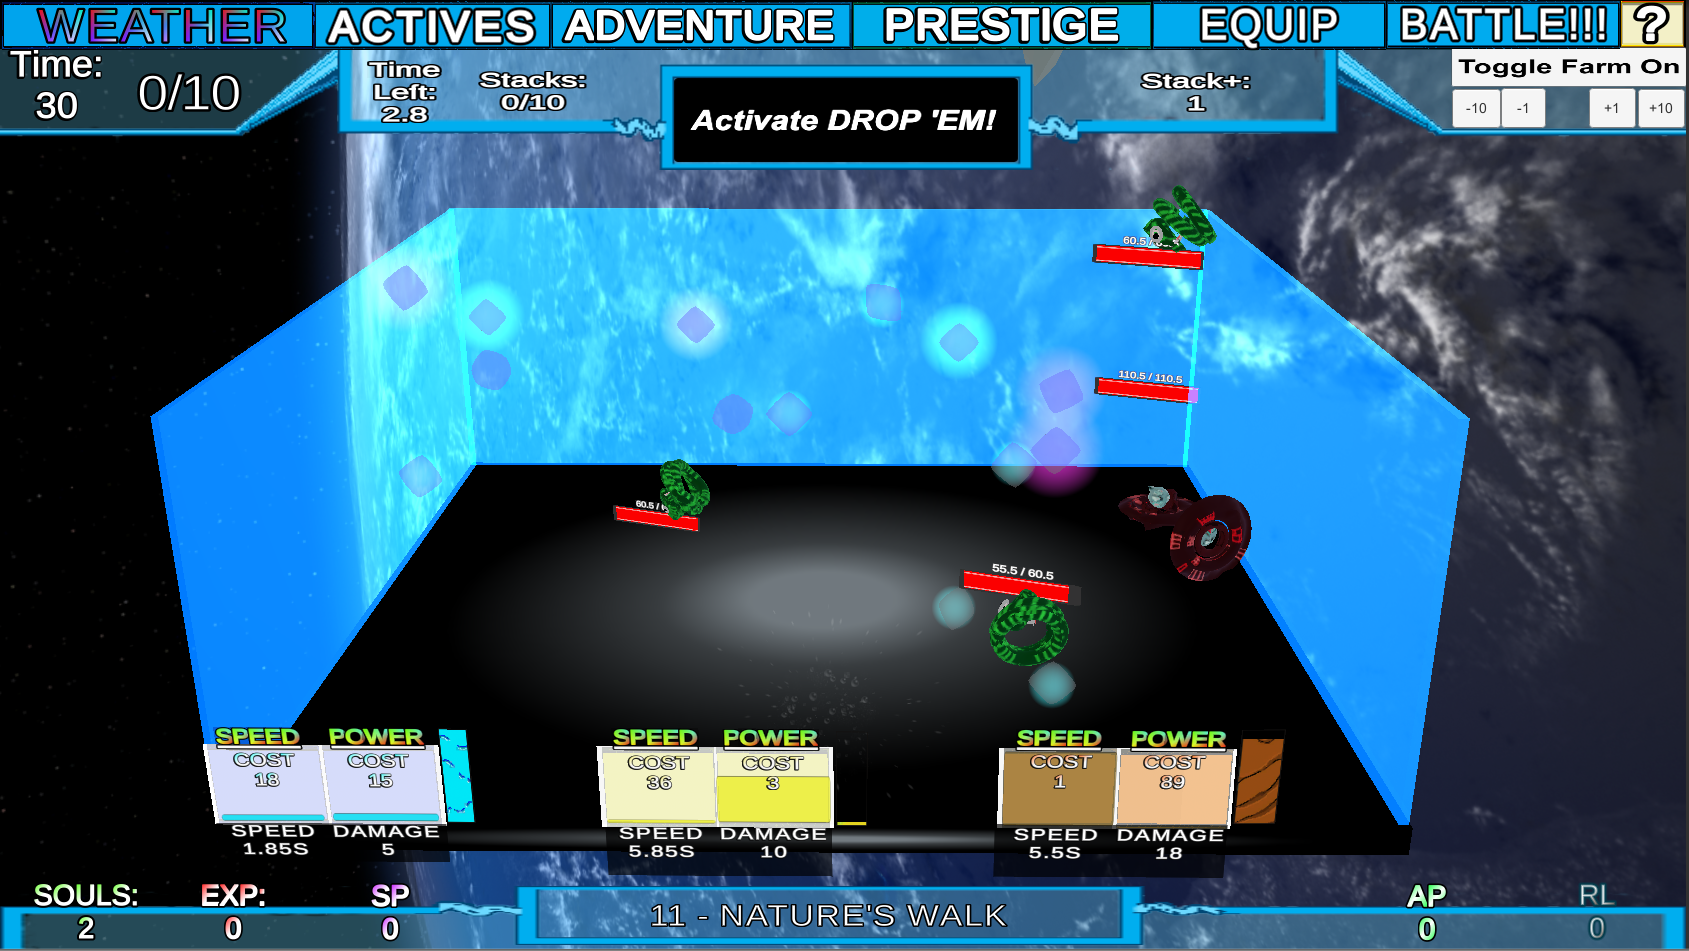 WEATHER
ACTIVES
ADVENTURE
PRESTIGE
EQUIP
BATTLE!!!
?
Time:
30
0/10
Time
Left:
2.8
Stacks:
0/10
Activate DROP 'EM!
Stack+:
1
Toggle Farm On
-10
-1
+1
+10
60.5 /
110.5 / 110.5
60.5 /
55.5 / 60.5
SPEED
POWER
COST
18
COST
15
SPEED
1.85S
DAMAGE
5
SPEED
POWER
COST
36
COST
3
SPEED
5.85S
DAMAGE
10
SPEED
POWER
COST
1
COST
89
SPEED
5.5S
DAMAGE
18
SOULS:
2
EXP:
0
SP
0
11 - NATURE'S WALK
AP
0
RL
0